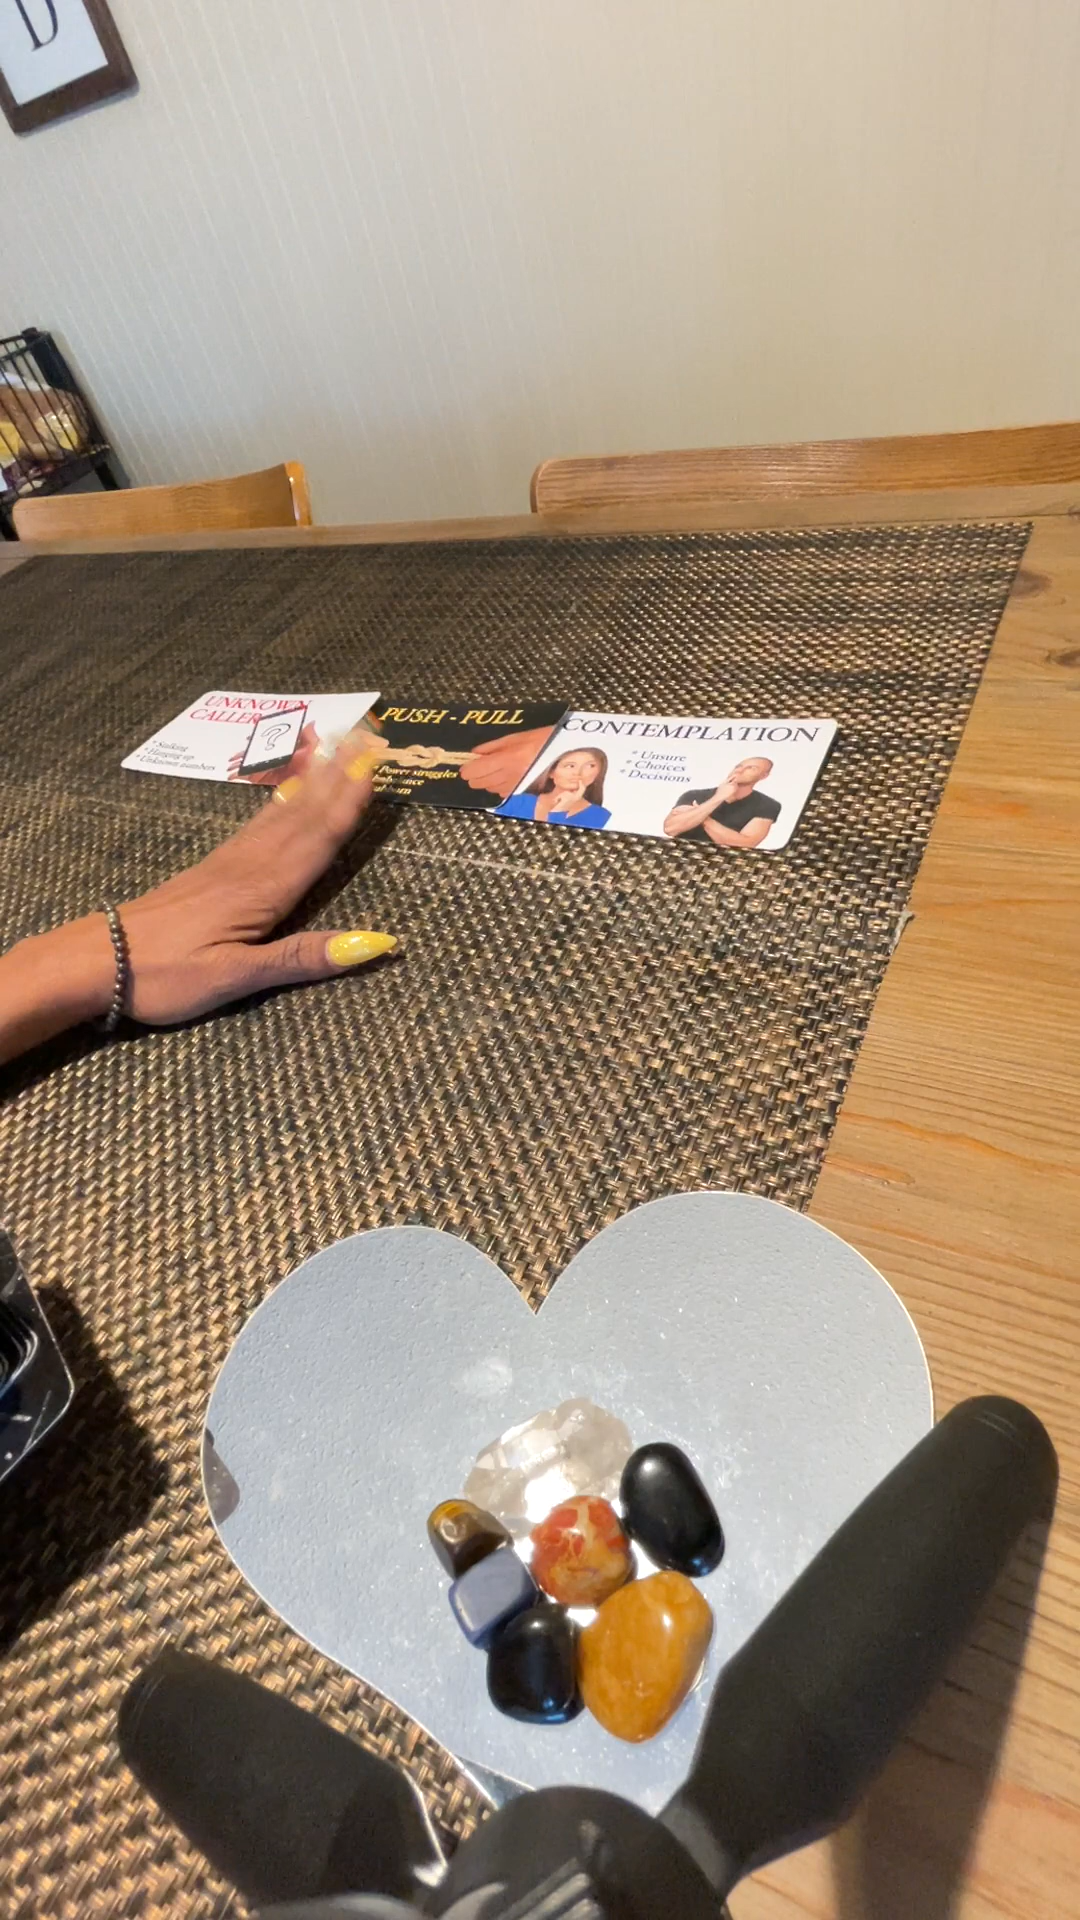 D
UNKNOWN
CALLER
?
* Stalking
* Hanging up
* Unknown numbers
PUSH - PULL
* Power struggles
CONTEMPLATION
* Unsure
* Choices
* Decisions